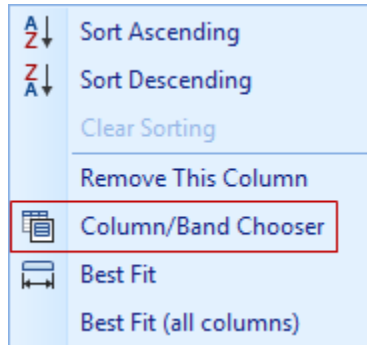 Sort Ascending
Sort Descending
Clear Sorting
Remove This Column
Column/Band Chooser
Best Fit
Best Fit (all columns)